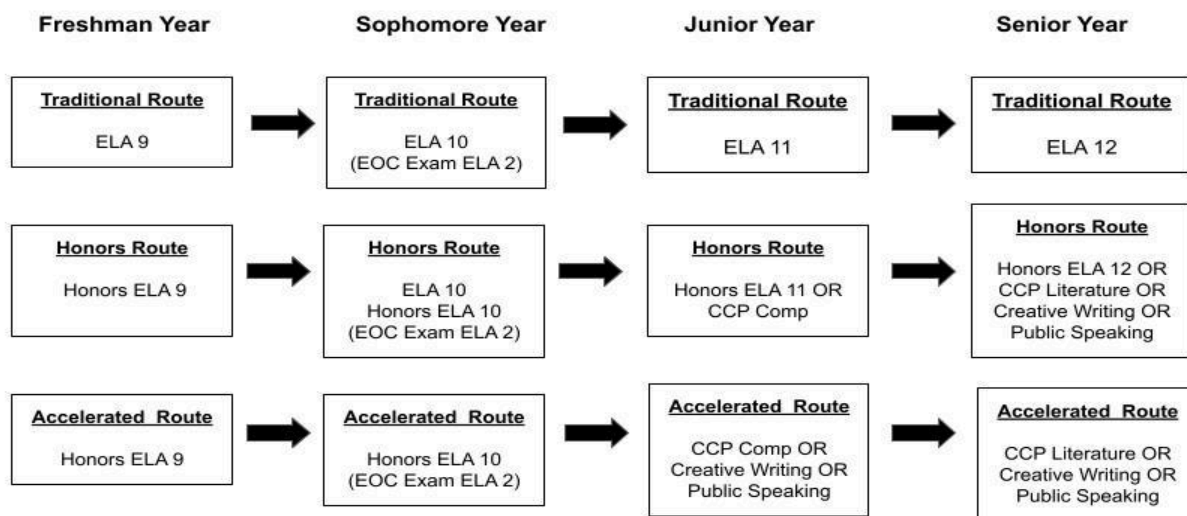 Freshman Year
Sophomore Year
Junior Year
Senior Year
Traditional Route
ELA 9
Traditional Route
ELA 10
(EOC Exam ELA 2)
Traditional Route
ELA 11
Traditional Route
ELA 12
Honors Route
Honors ELA 9
Honors Route
ELA 10
Honors ELA 10
(EOC Exam ELA 2)
Honors Route
Honors ELA 11 OR
CCP Comp
Honors Route
Honors ELA 12 OR
CCP Literature OR
Creative Writing OR
Public Speaking
Accelerated Route
Honors ELA 9
Accelerated Route
Honors ELA 10
(EOC Exam ELA 2)
Accelerated Route
CCP Comp OR
Creative Writing OR
Public Speaking
Accelerated Route
CCP Literature OR
Creative Writing OR
Public Speaking